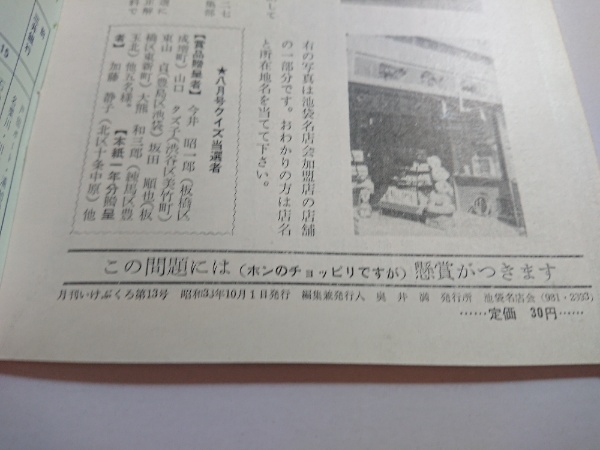 右の写真は池袋名店会加盟店の店舗
の一部分です。おわかりの方は店名
と所在地名を当てて下さい。
★八月号クイズ当選者
【賞品贈呈者】 今井 昭一郎(板橋区
成増町)山口 タズ子(渋谷区美竹町)
東山 貞(豊島区池袋)坂田 順也(板
橋区東新町)大熊 和三郎(練馬区豊
玉北)他五名様。 【本紙一年分贈呈
者】 加藤 静子(北区十条中原)他
この問題には(ホンのチョッピリですが)懸賞がつきます
月刊いけぶくろ第13号 昭和39年10月1日発行 編集兼発行人 奥井 発行所 池袋名店会(981-2303)
……定価 30円……